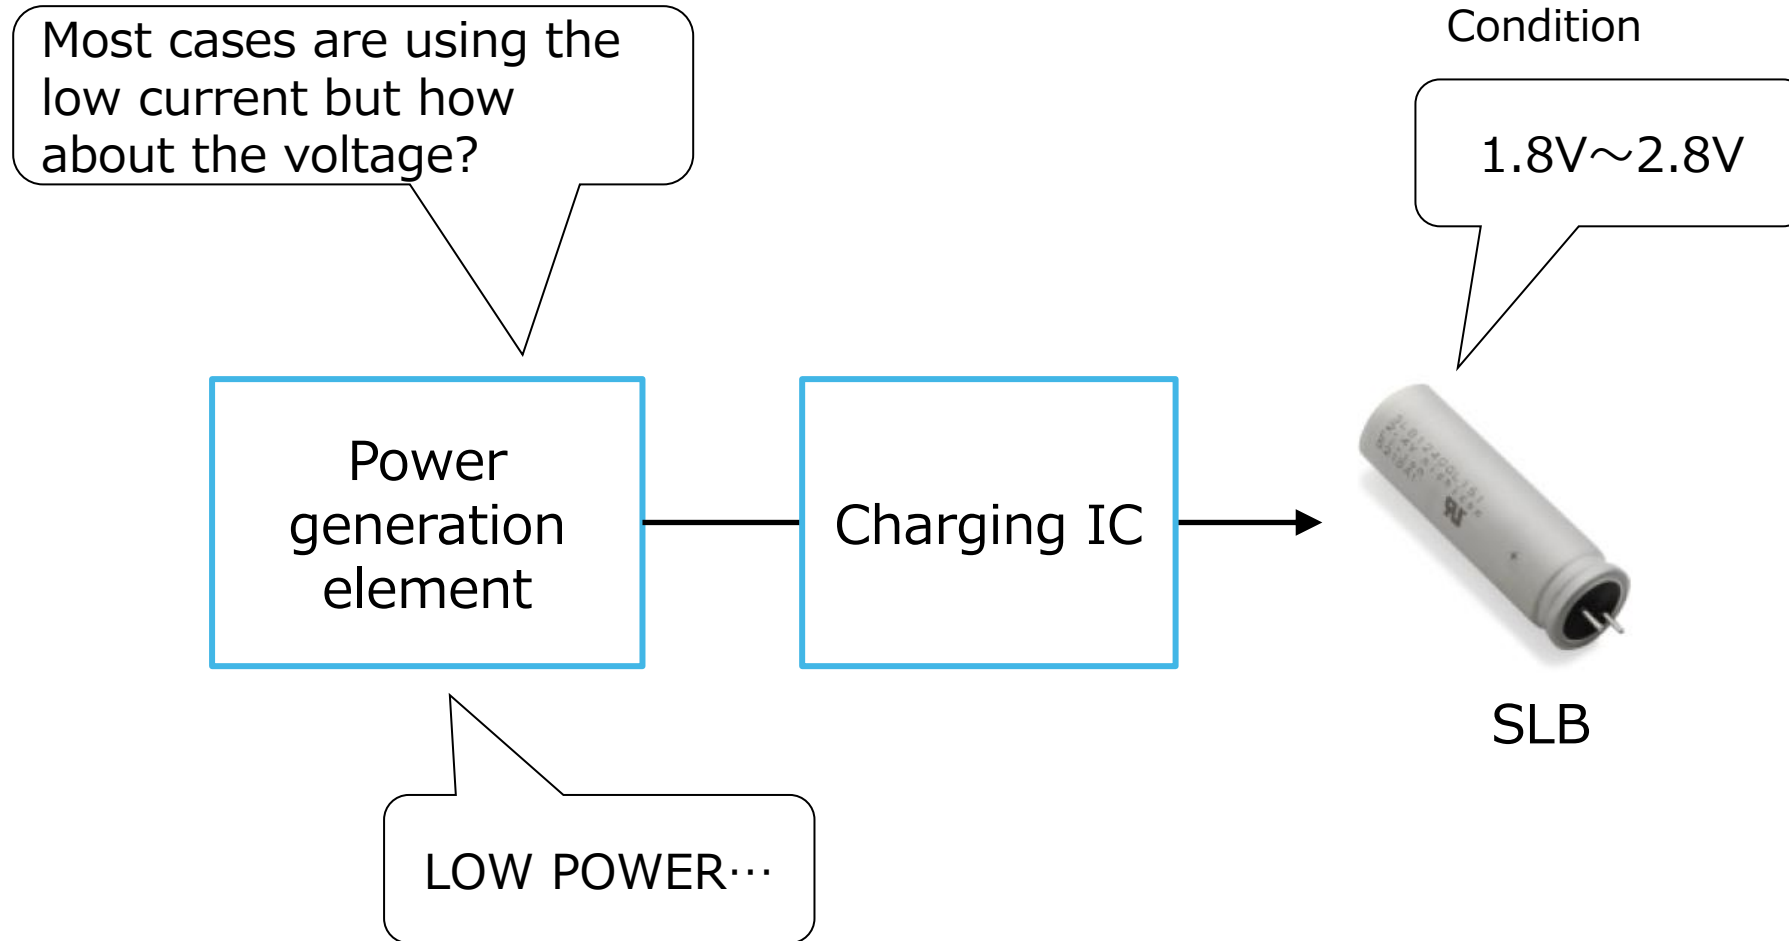 Most cases are using the
low current but how
about the voltage?
Condition
1.8V～2.8V
Power
generation
element
Charging IC
SLB
LOW POWER…